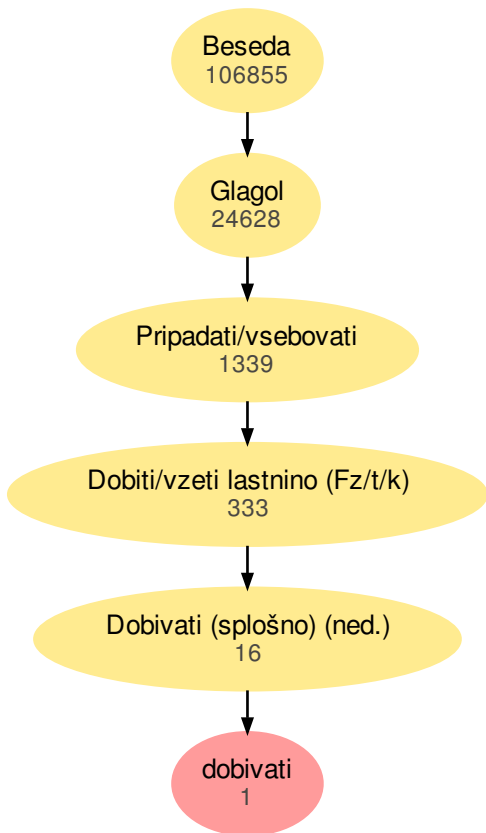 Beseda
106855
Glagol
24628
Pripadati/vsebovati
1339
Dobiti/vzeti lastnino (Fz/t/k)
333
Dobivati (splošno) (ned.)
16
dobivati
1